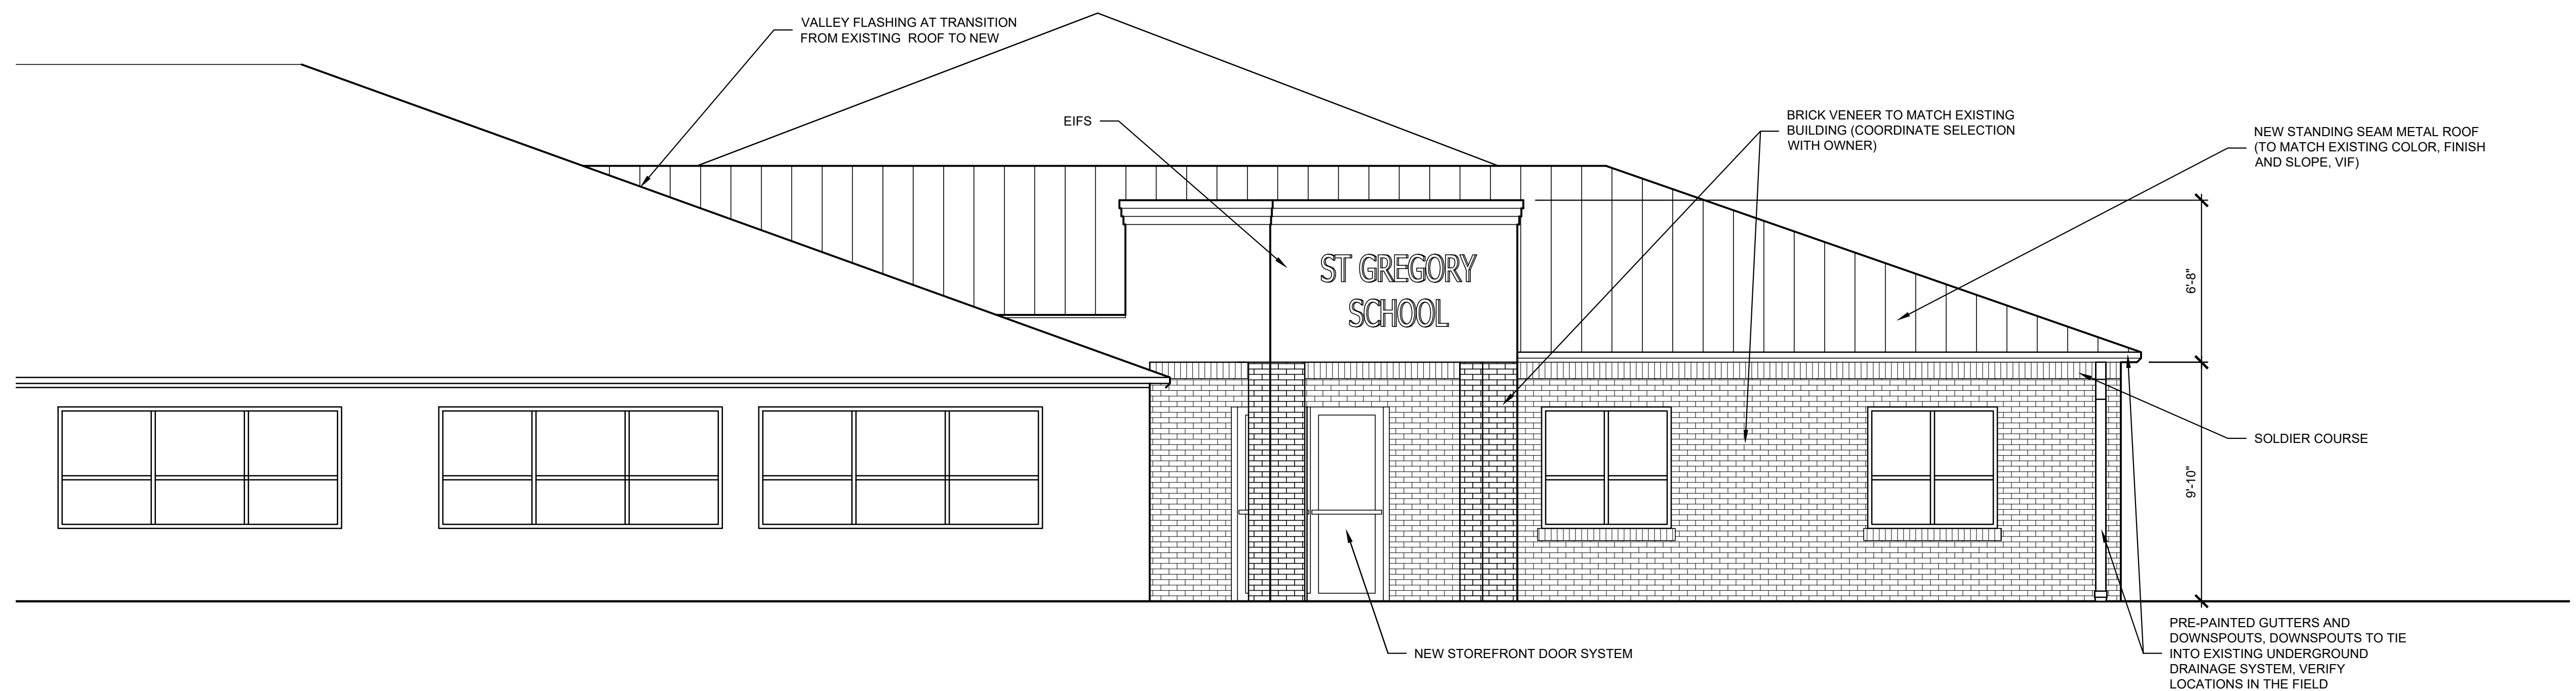 VALLEY FLASHING AT TRANSITION
FROM EXISTING ROOF TO NEW
EIFS
BRICK VENEER TO MATCH EXISTING
BUILDING (COORDINATE SELECTION
WITH OWNER)
NEW STANDING SEAM METAL ROOF
(TO MATCH EXISTING COLOR, FINISH
AND SLOPE, VIF)
ST GREGORY
SCHOOL
6'-8"
SOLDIER COURSE
9'-10"
NEW STOREFRONT DOOR SYSTEM
PRE-PAINTED GUTTERS AND
DOWNSPOUTS, DOWNSPOUTS TO TIE
INTO EXISTING UNDERGROUND
DRAINAGE SYSTEM, VERIFY
LOCATIONS IN THE FIELD